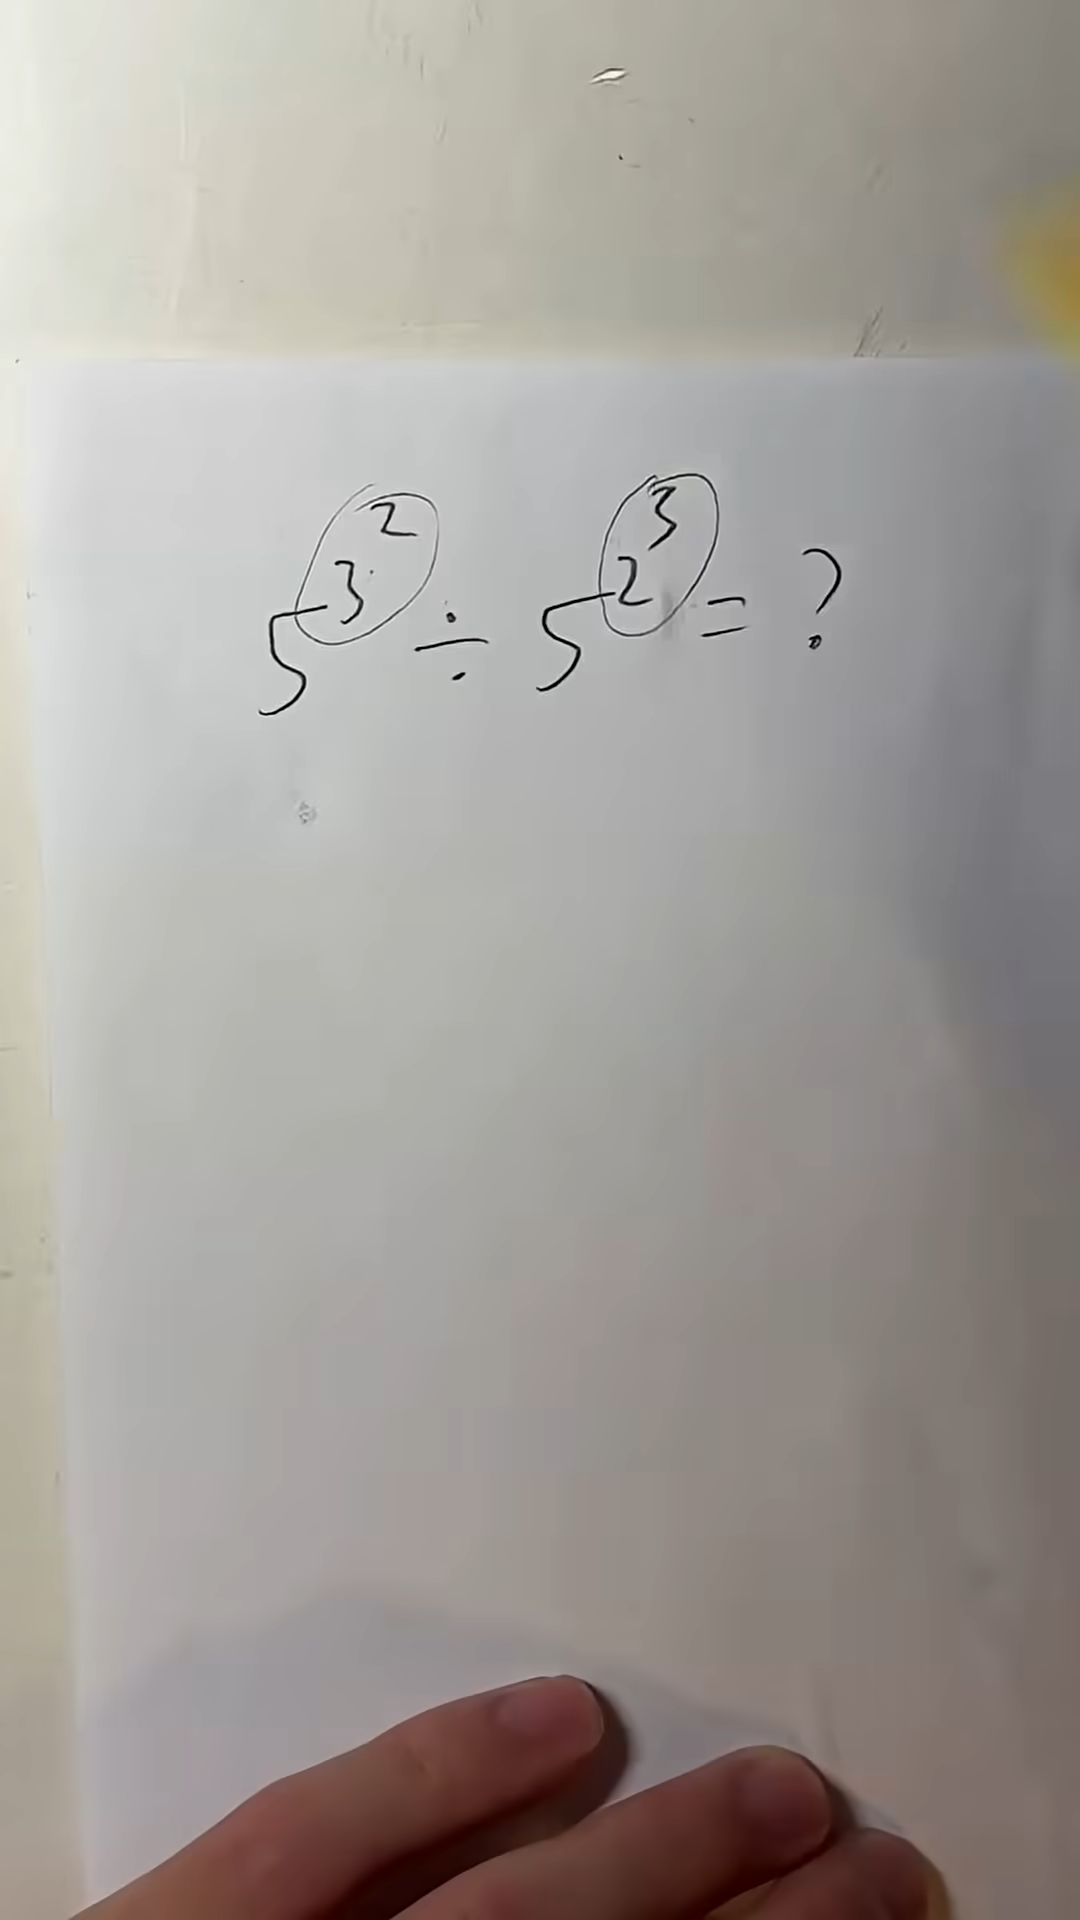 5^{3^2} ÷ 5^{2^3} = ?